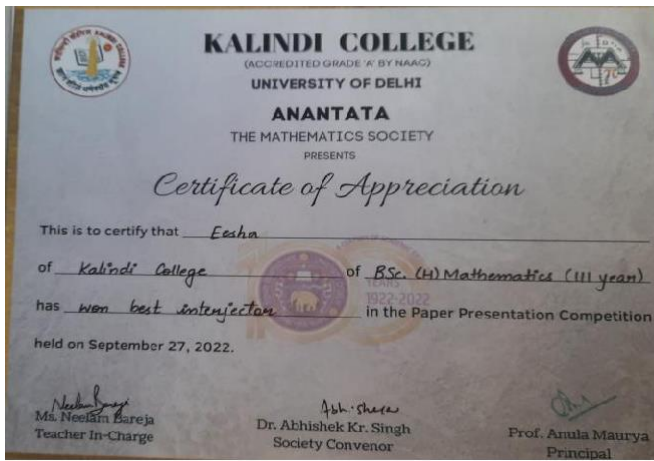 KALINDI COLLEGE
(ACCREDITED GRADE 'A' BY NAAC)
UNIVERSITY OF DELHI
ANANTATA
THE MATHEMATICS SOCIETY
PRESENTS
Certificate of Appreciation
This is to certify that Eesha
of Kalindi College of BSc. (H) Mathematics (III year)
YEARS
1922-2022
has won best interjector in the Paper Presentation Competition
held on September 27, 2022.
Ms. Neelam Bareja
Teacher In-Charge
Dr. Abhishek Kr. Singh
Society Convenor
Prof. Anula Maurya
Principal